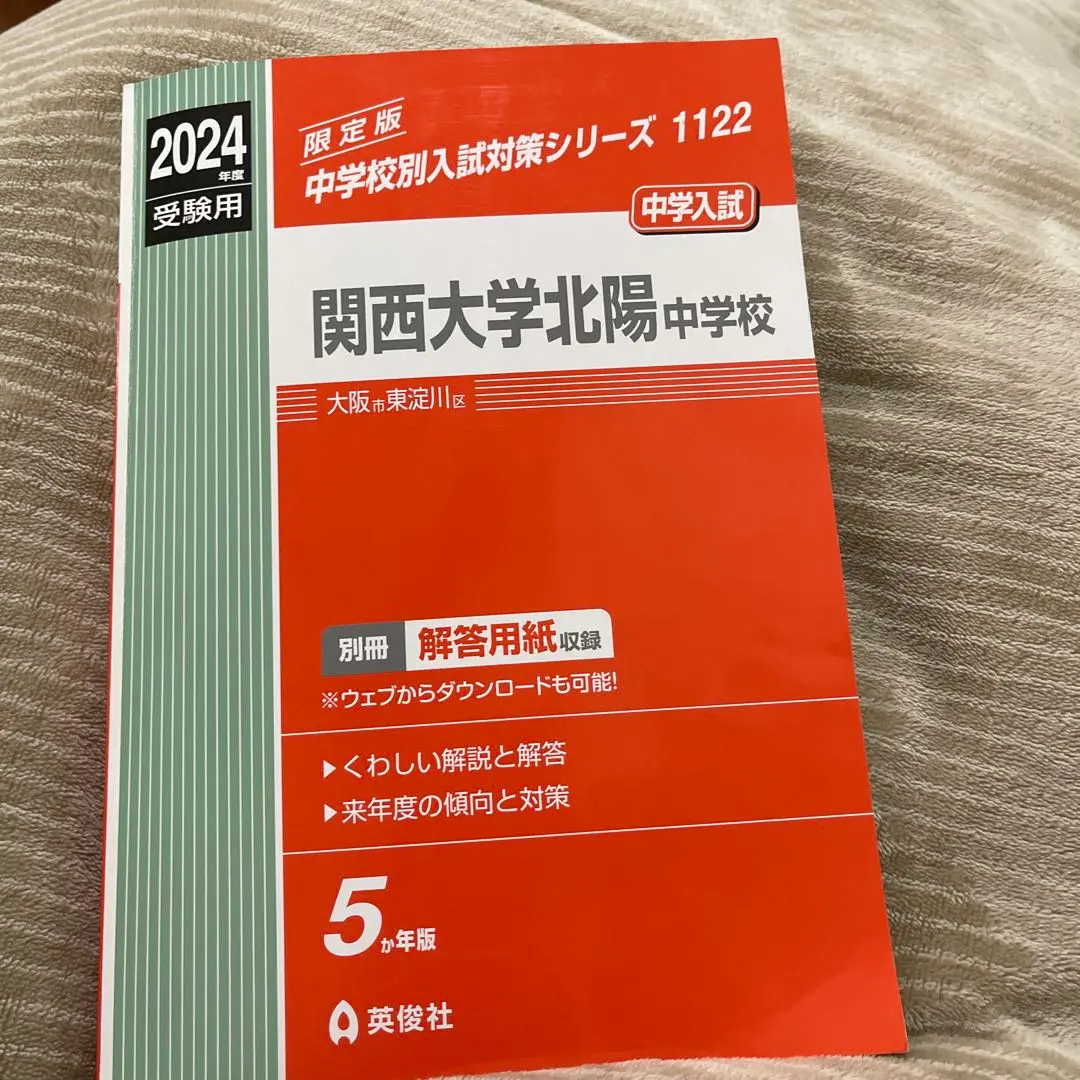 2024
年度
受験用
限定版
中学校別入試対策シリーズ 1122
中学入試
関西大学北陽中学校
大阪市東淀川区
別冊 解答用紙収録
※ウェブからダウンロードも可能!
▶くわしい解説と解答
▶来年度の傾向と対策
5か年版
英俊社